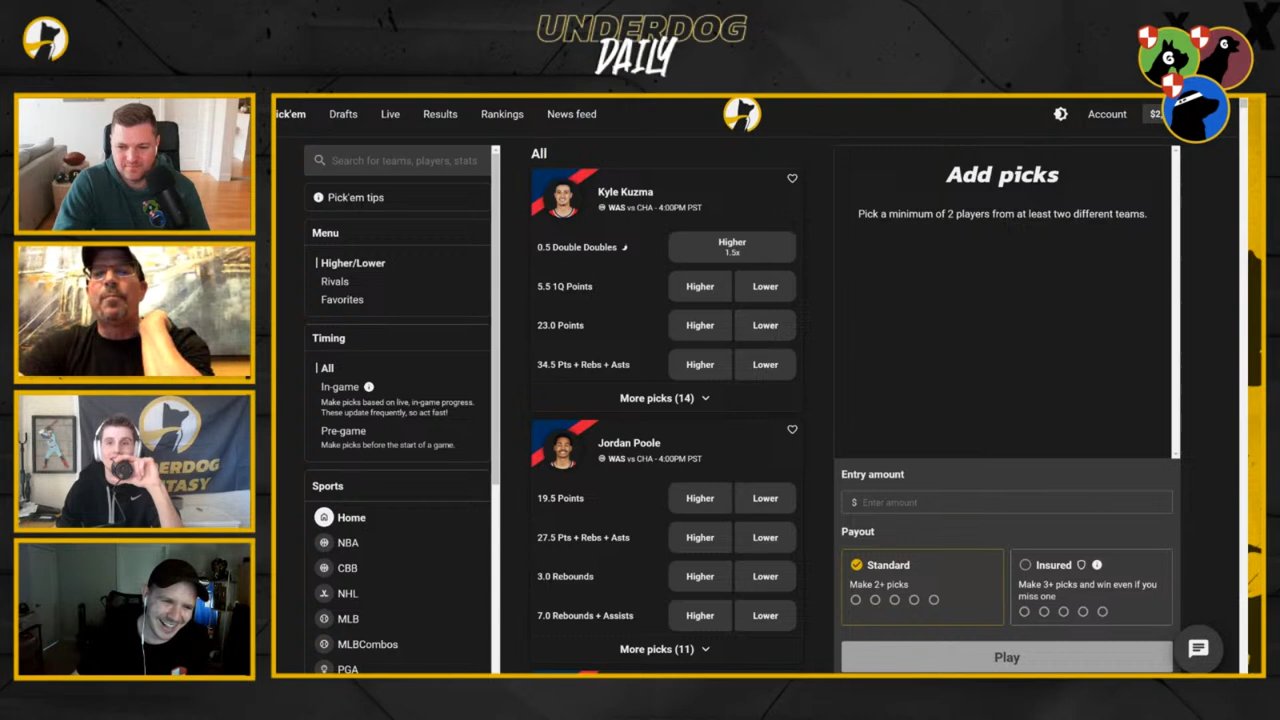 UNDERDOG
DAILY
G
G
UNDERDOG
FANTASY
ick'em
Drafts
Live
Results
Rankings
News feed
Account
$2,
Search for teams, players, stats
Pick'em tips
Menu
Higher/Lower
Rivals
Favorites
Timing
All
In-game
Make picks based on live, in-game progress.
These update frequently, so act fast!
Pre-game
Make picks before the start of a game.
Sports
Home
NBA
CBB
NHL
MLB
MLBCombos
PGA
All
Kyle Kuzma
WAS vs CHA - 4:00PM PST
0.5 Double Doubles
Higher
1.5x
5.5 1Q Points
Higher
Lower
23.0 Points
Higher
Lower
34.5 Pts + Rebs + Asts
Higher
Lower
More picks (14)
Jordan Poole
WAS vs CHA - 4:00PM PST
19.5 Points
Higher
Lower
27.5 Pts + Rebs + Asts
Higher
Lower
3.0 Rebounds
Higher
Lower
7.0 Rebounds + Assists
Higher
Lower
More picks (11)
Add picks
Pick a minimum of 2 players from at least two different teams.
Entry amount
$ Enter amount
Payout
Standard
Make 2+ picks
Insured
Make 3+ picks and win even if you
miss one
Play